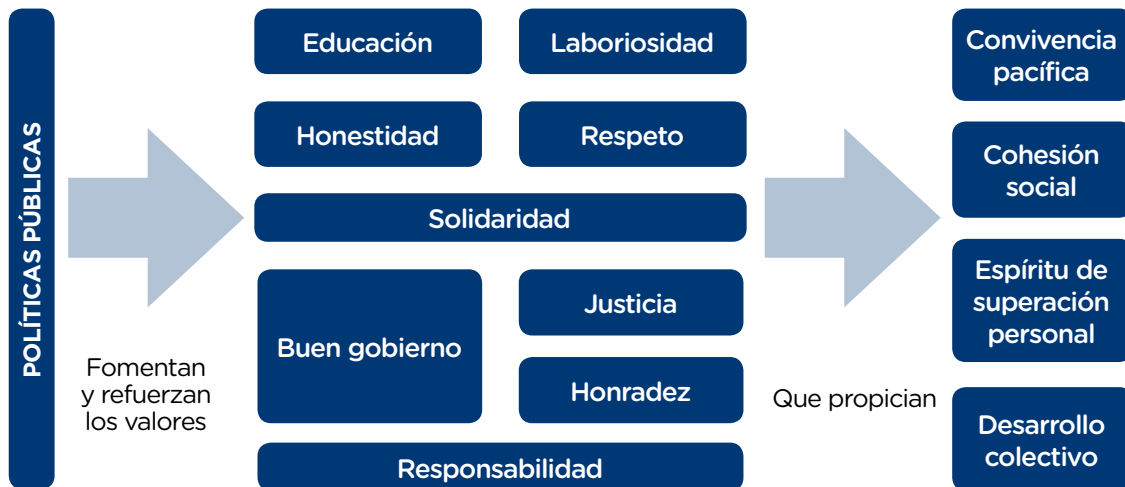 POLÍTICAS PÚBLICAS
Fomentan
y refuerzan
los valores
Educación
Laboriosidad
Honestidad
Respeto
Solidaridad
Buen gobierno
Justicia
Honradez
Responsabilidad
Que propician
Convivencia
pacífica
Cohesión
social
Espíritu de
superación
personal
Desarrollo
colectivo